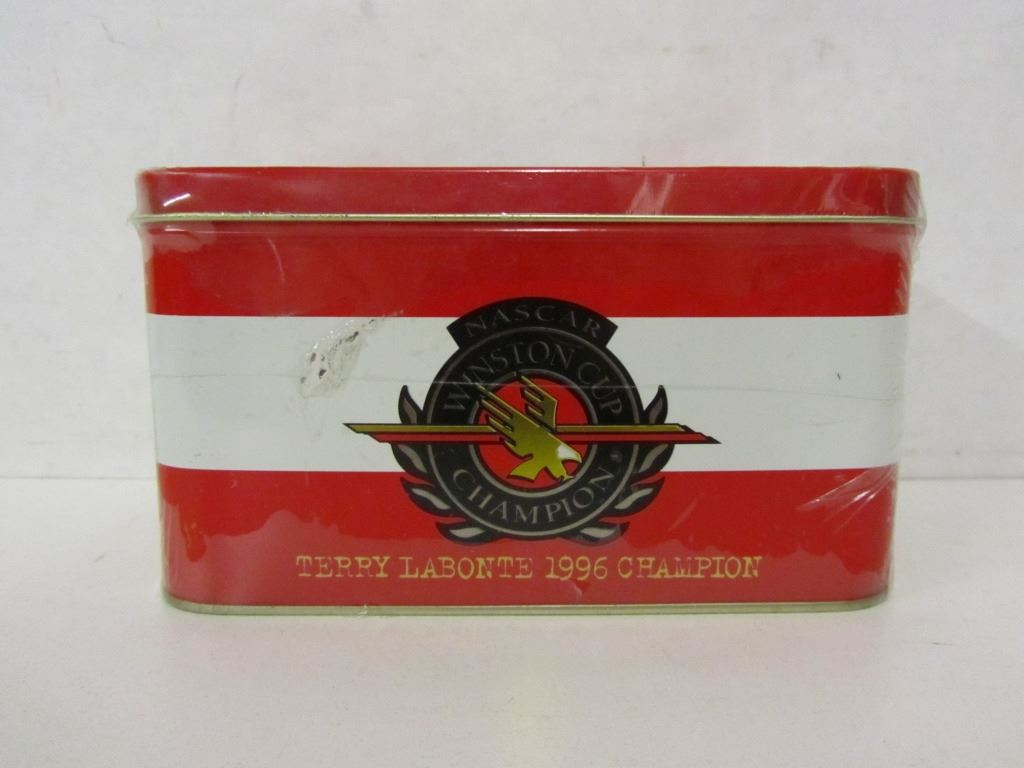 NASCAR
WINSTON CUP
CHAMPION
TERRY LABONTE 1996 CHAMPION